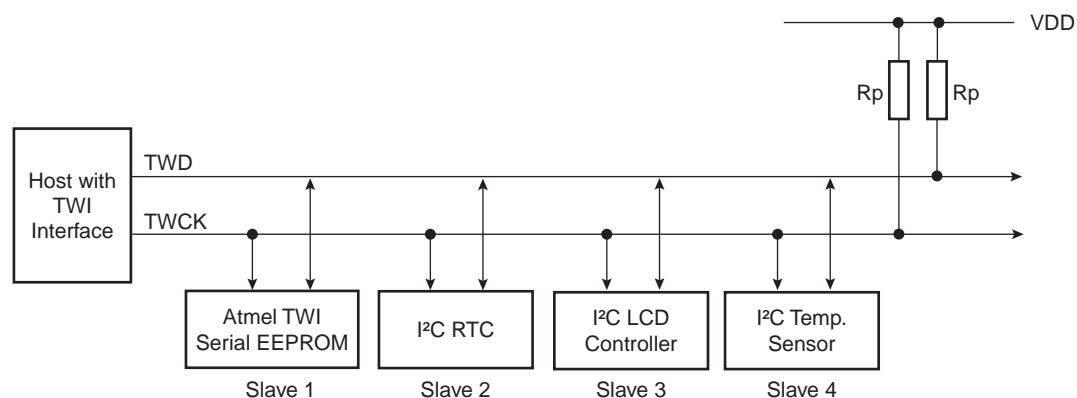 VDD
Rp
Rp
Host with
TWI
Interface
TWD
TWCK
Atmel TWI
Serial EEPROM
Slave 1
I²C RTC
Slave 2
I²C LCD
Controller
Slave 3
I²C Temp.
Sensor
Slave 4